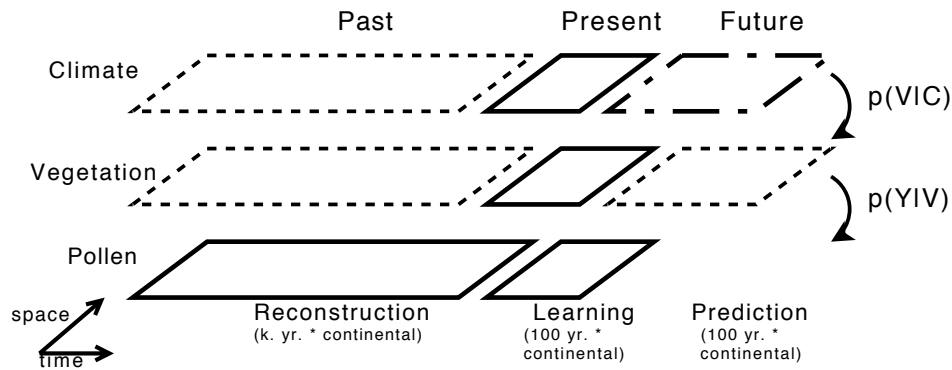 Past Present Future
Climate
p(V|C)
Vegetation
p(Y|V)
Pollen
space
time
Reconstruction
(k. yr. * continental)
Learning
(100 yr. *
continental)
Prediction
(100 yr. *
continental)